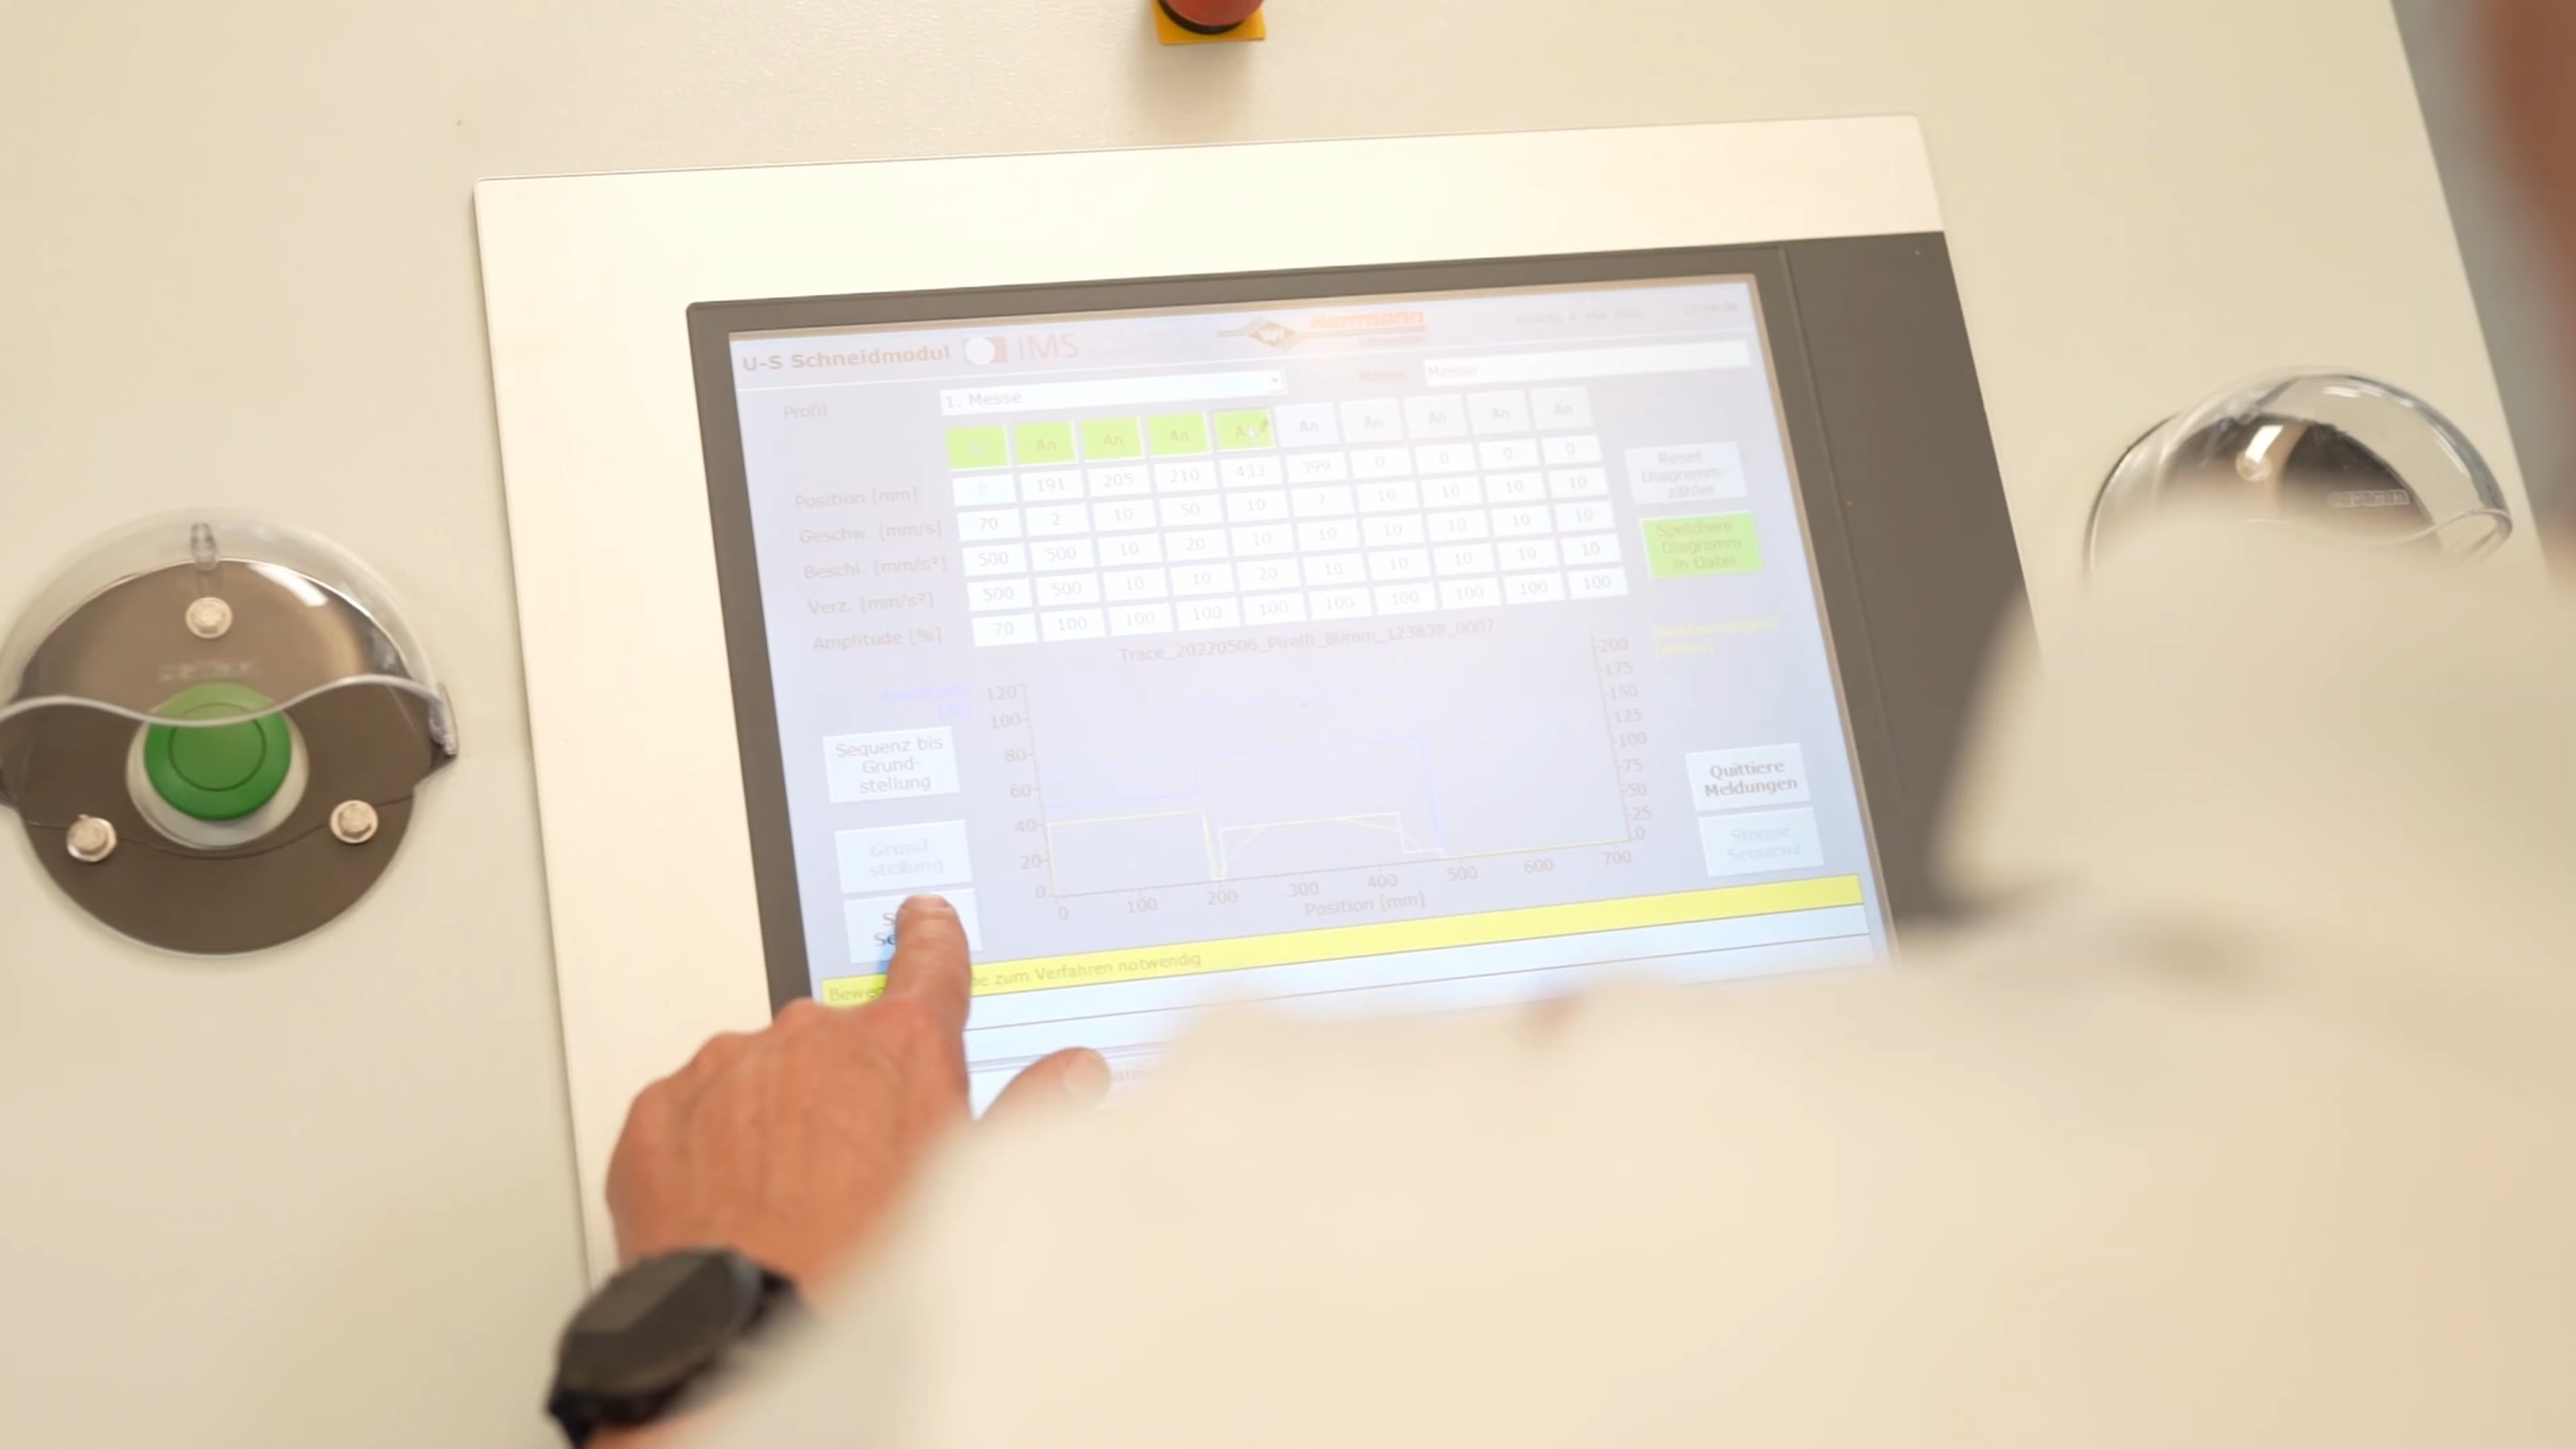 U-S Schneidmodul IMS Herrmann
Profil 1. Messe Name Messe
An An An An An An An An
Position [mm] 191 205 210 433 399 0 0 0 0
Geschw. [mm/s] 70 2 10 50 10 7 10 10 10 10
Beschl. [mm/s²] 500 500 10 20 10 10 10 10 10 10
Verz. [mm/s²] 500 500 10 10 20 10 10 10 10 10
Amplitude [%] 70 100 100 100 100 100 100 100 100 100
Reset
Diagramm-
zähler
Speichere
Diagramm
in Datei
Trace_20220506_Pirelli_80mm_123838_0007
120
100
80
60
40
20
0
200
175
150
125
100
75
50
25
0
0 100 200 300 400 500 600 700
Position [mm]
Sequenz bis
Grund-
stellung
Grund
stellung
Quittiere
Meldungen
Stoppe
Sequenz
zum Verfahren notwendig